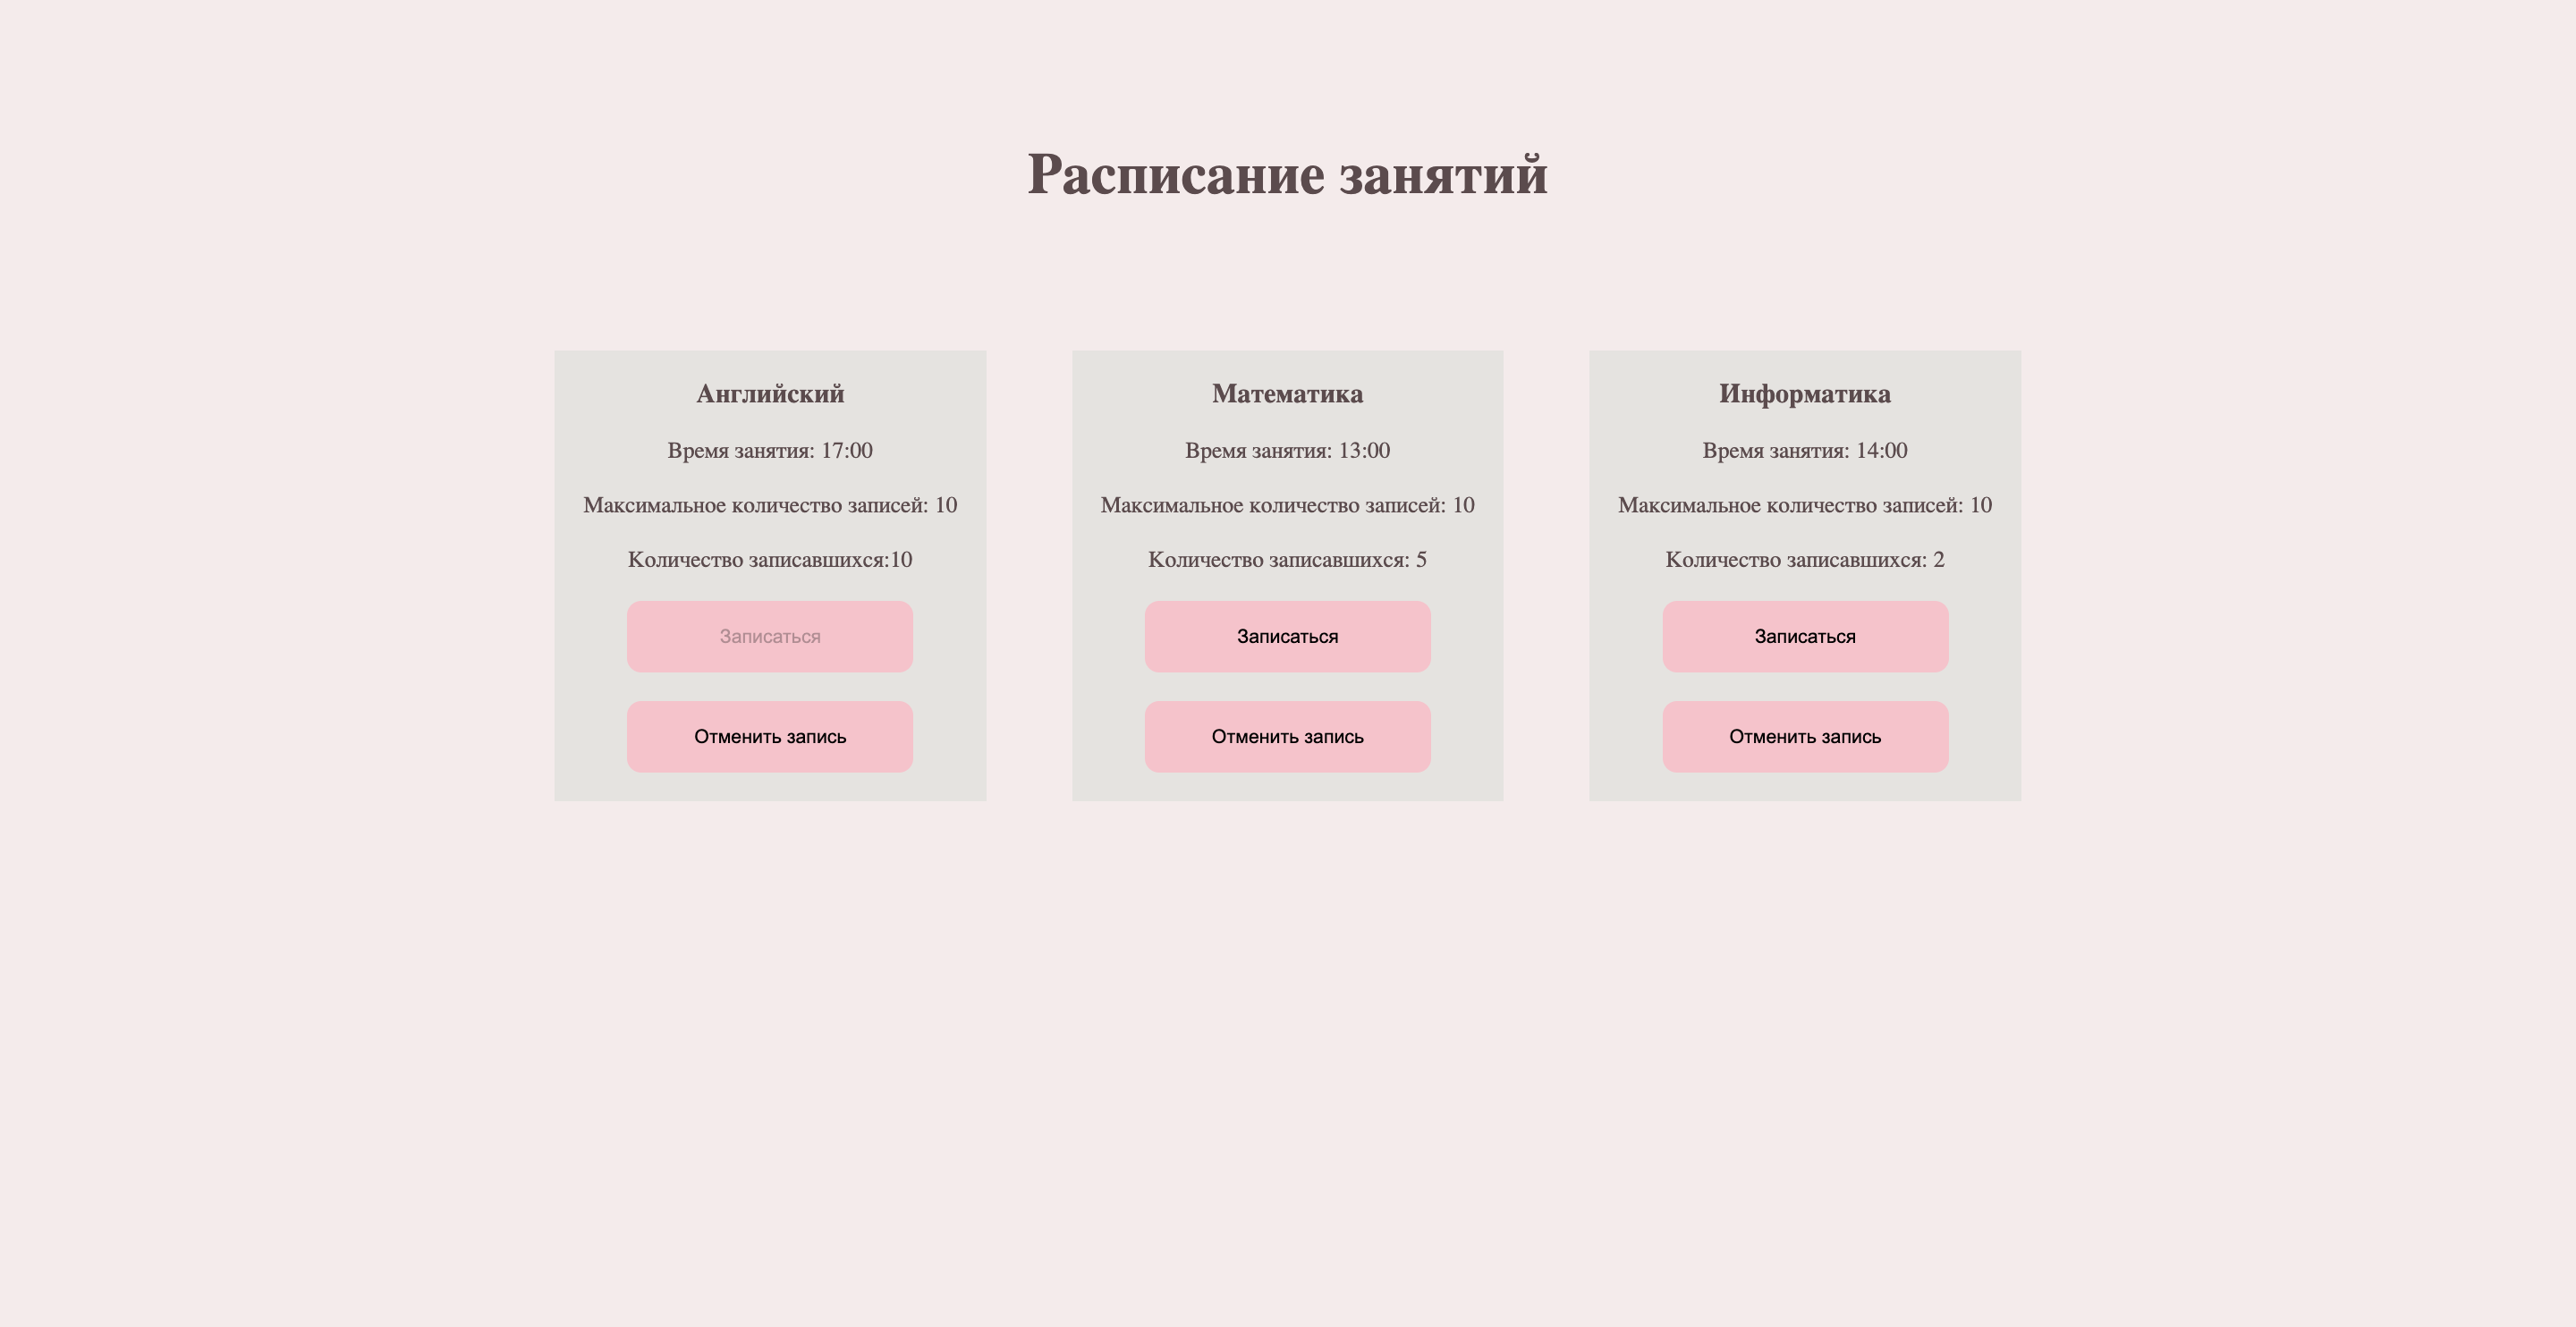 Расписание занятий
Английский
Время занятия: 17:00
Максимальное количество записей: 10
Количество записавшихся:10
Записаться
Отменить запись
Математика
Время занятия: 13:00
Максимальное количество записей: 10
Количество записавшихся: 5
Записаться
Отменить запись
Информатика
Время занятия: 14:00
Максимальное количество записей: 10
Количество записавшихся: 2
Записаться
Отменить запись